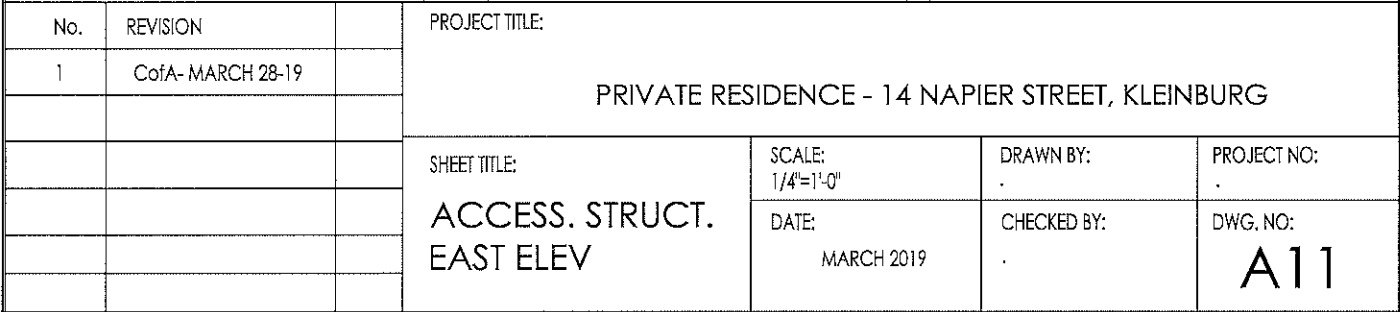 No. REVISION
1 CofA- MARCH 28-19
PROJECT TITLE:
PRIVATE RESIDENCE - 14 NAPIER STREET, KLEINBURG
SHEET TITLE:
ACCESS. STRUCT.
EAST ELEV
SCALE:
1/4"=1'-0"
DRAWN BY:
.
PROJECT NO:
.
DATE:
MARCH 2019
CHECKED BY:
.
DWG. NO:
A11